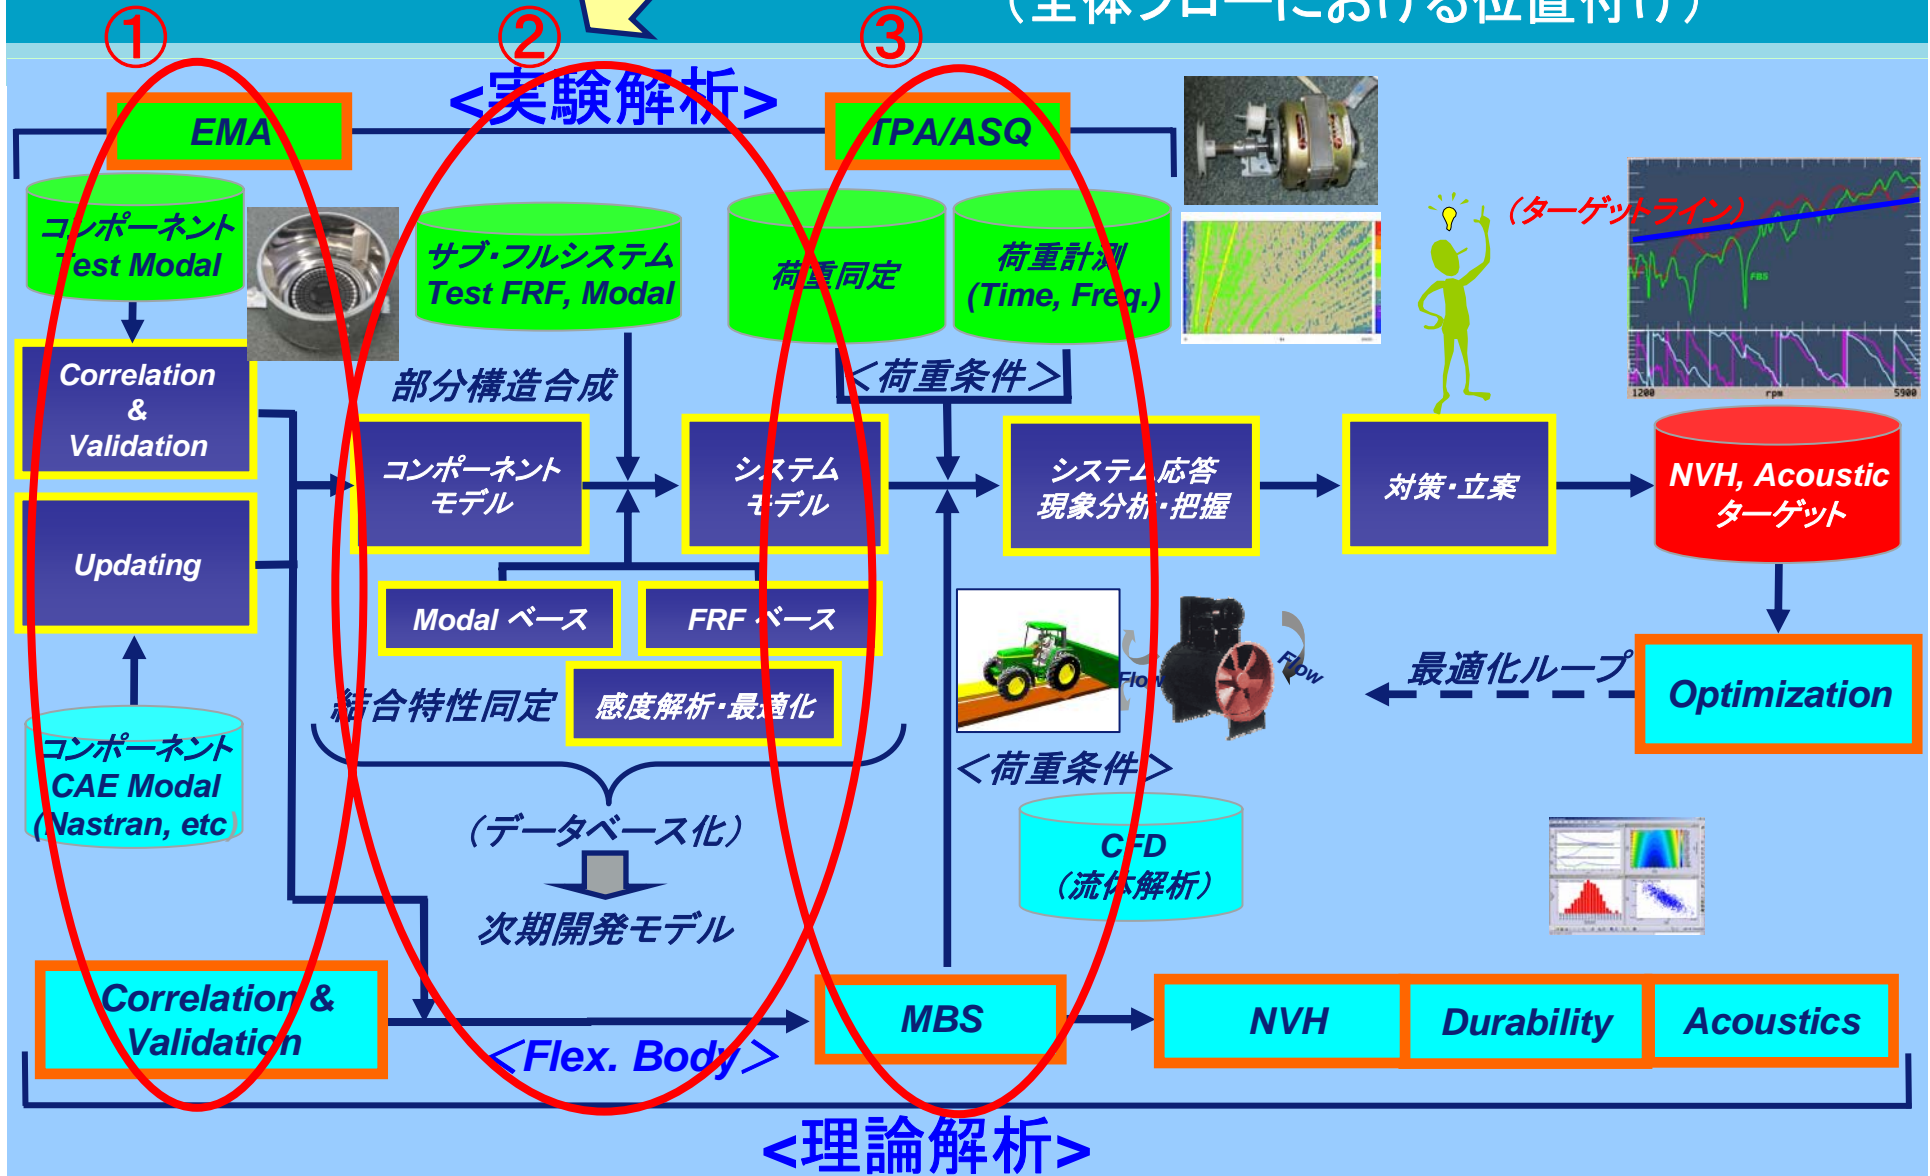 （全体フローにおける位置付け）
① ② ③
<実験解析>
EMA
TPA/ASQ
コンポーネント
Test Modal
サブ・フルシステム
Test FRF, Modal
荷重同定
荷重計測
(Time, Freq.)
（ターゲットライン）
FBS
1200 rpm 5900
Correlation
&
Validation
部分構造合成
＜荷重条件＞
Updating
コンポーネント
モデル
システム
モデル
システム応答
現象分析・把握
対策・立案
NVH, Acoustic
ターゲット
Modal ベース
FRF ベース
結合特性同定
感度解析・最適化
Flow
Flow
最適化ループ
Optimization
コンポーネント
CAE Modal
(Nastran, etc)
＜荷重条件＞
（データベース化）
CFD
（流体解析）
次期開発モデル
Correlation &
Validation
＜Flex. Body＞
MBS
NVH
Durability
Acoustics
<理論解析>